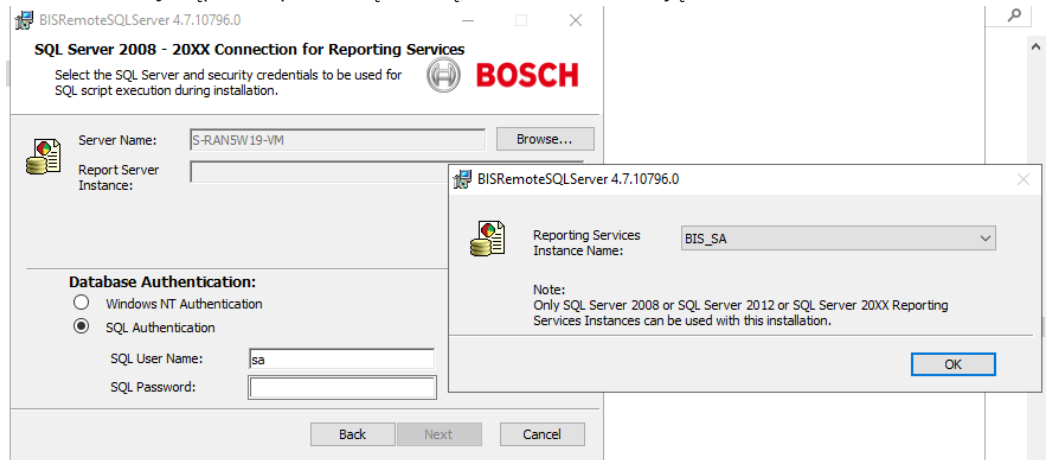 BISRemoteSQLServer 4.7.10796.0
SQL Server 2008 - 20XX Connection for Reporting Services
Select the SQL Server and security credentials to be used for
SQL script execution during installation.
BOSCH
Server Name:
S-RAN5W19-VM
Browse...
Report Server
Instance:
Database Authentication:
Windows NT Authentication
SQL Authentication
SQL User Name:
sa
SQL Password:
Back
Next
Cancel
BISRemoteSQLServer 4.7.10796.0
Reporting Services
Instance Name:
BIS_SA
Note:
Only SQL Server 2008 or SQL Server 2012 or SQL Server 20XX Reporting
Services Instances can be used with this installation.
OK